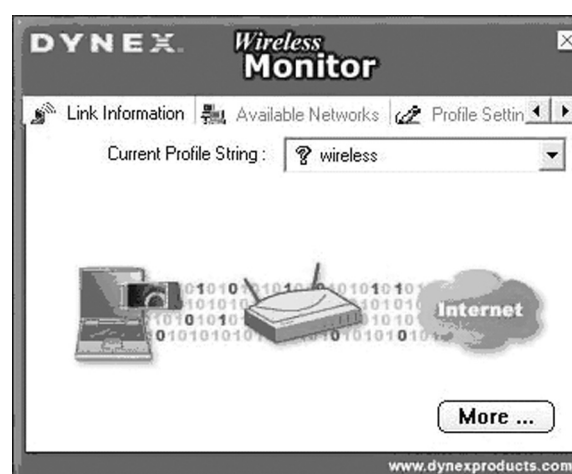 DYNEX
Wireless
Monitor
Link Information Available Networks Profile Settin
Current Profile String : wireless
Internet
More ...
www.dynexproducts.com